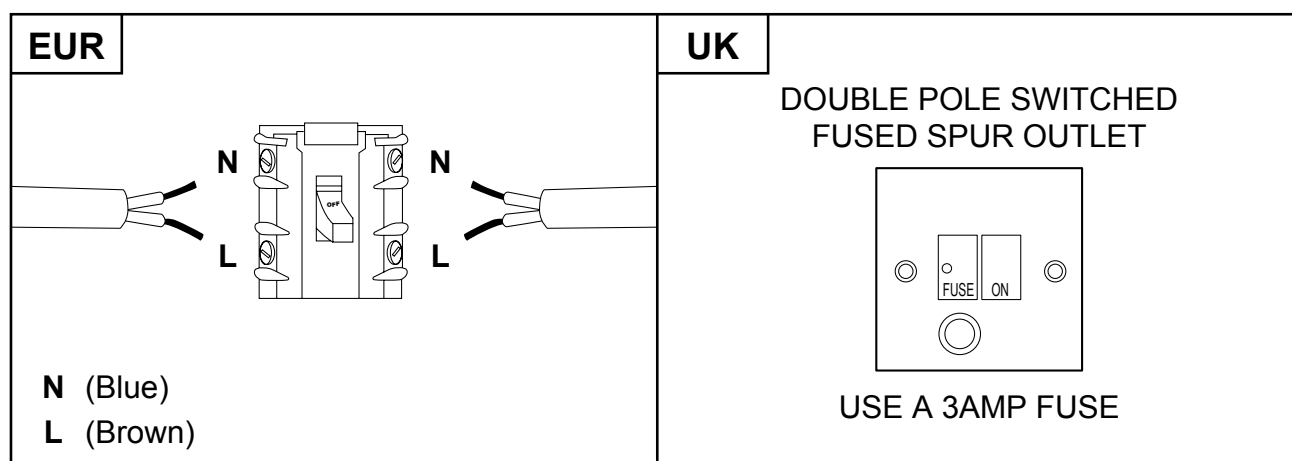 EUR
N N
OFF
L L
N (Blue)
L (Brown)
UK
DOUBLE POLE SWITCHED
FUSED SPUR OUTLET
FUSE ON
USE A 3AMP FUSE